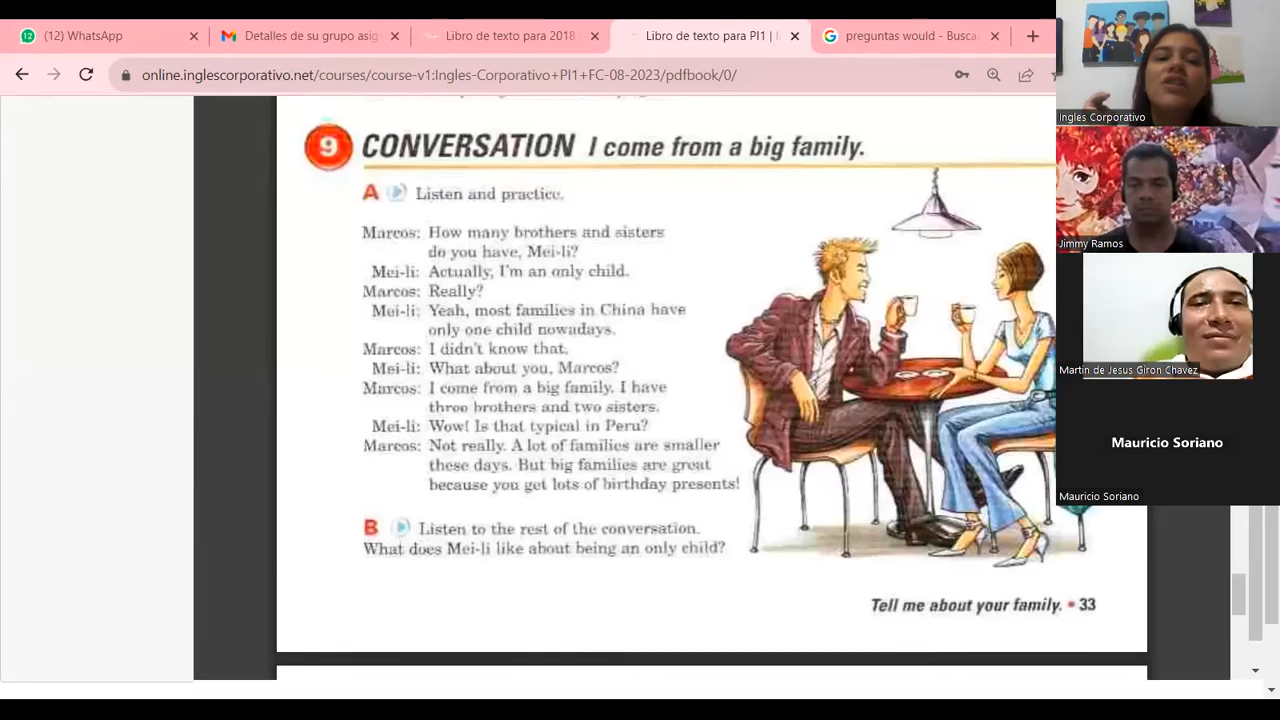 (12) WhatsApp
Detalles de su grupo asig
Libro de texto para 2018
Libro de texto para PI1 | I
preguntas would - Busca
online.inglescorporativo.net/courses/course-v1:Ingles-Corporativo+PI1+FC-08-2023/pdfbook/0/
9 CONVERSATION I come from a big family.
A Listen and practice.
Marcos: How many brothers and sisters
do you have, Mei-li?
Mei-li: Actually, I'm an only child.
Marcos: Really?
Mei-li: Yeah, most families in China have
only one child nowadays.
Marcos: I didn't know that.
Mei-li: What about you, Marcos?
Marcos: I come from a big family. I have
three brothers and two sisters.
Mei-li: Wow! Is that typical in Peru?
Marcos: Not really. A lot of families are smaller
these days. But big families are great
because you get lots of birthday presents!
B Listen to the rest of the conversation.
What does Mei-li like about being an only child?
Tell me about your family. • 33
Ingles Corporativo
Jimmy Ramos
Martin de Jesus Giron Chavez
Mauricio Soriano
Mauricio Soriano